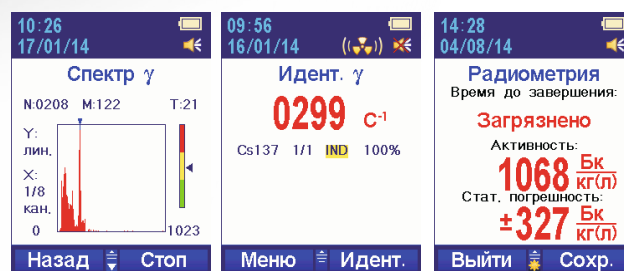 10:26
17/01/14
Спектр γ
N:0208 M:122 T:21
Y:
лин.
X:
1/8
кан.
0 1023
Назад Стоп
09:56
16/01/14
Идент. γ
0299 С-1
Cs137 1/1 IND 100%
Меню Идент.
14:28
04/08/14
Радиометрия
Время до завершения:
Загрязнено
Активность:
1068 Бк
кг(л)
Стат. погрешность:
±327 Бк
кг(л)
Выйти Сохр.